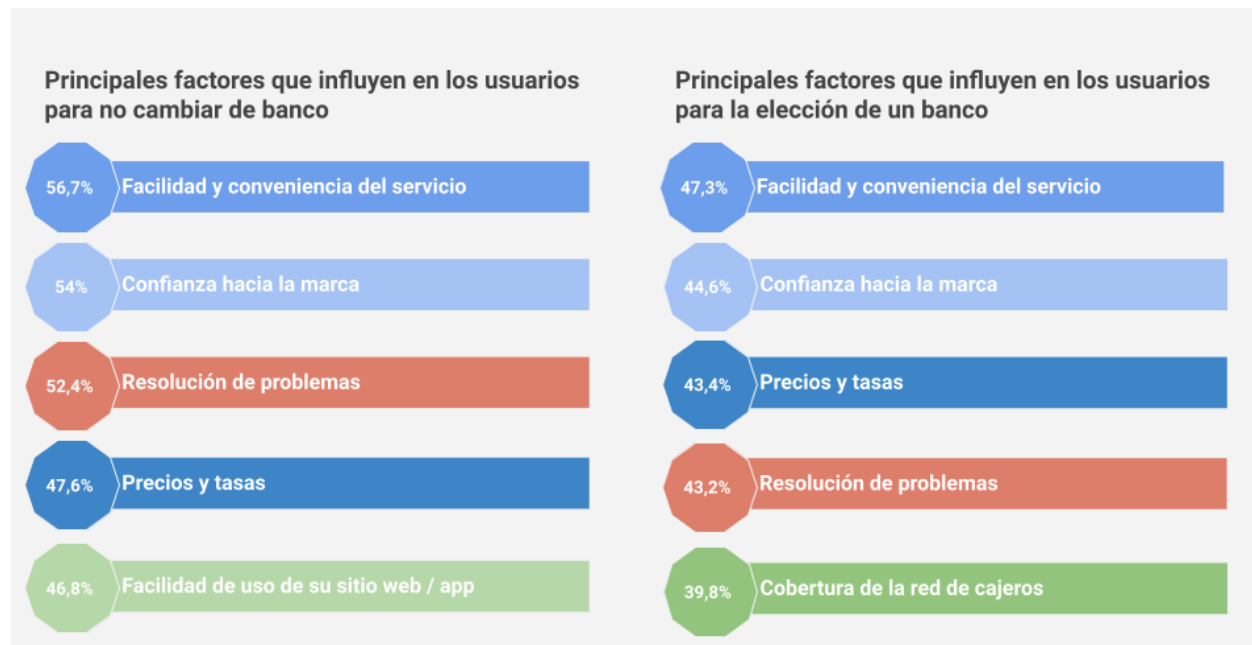 Principales factores que influyen en los usuarios
para no cambiar de banco
56,7% Facilidad y conveniencia del servicio
54% Confianza hacia la marca
52,4% Resolución de problemas
47,6% Precios y tasas
46,8% Facilidad de uso de su sitio web / app
Principales factores que influyen en los usuarios
para la elección de un banco
47,3% Facilidad y conveniencia del servicio
44,6% Confianza hacia la marca
43,4% Precios y tasas
43,2% Resolución de problemas
39,8% Cobertura de la red de cajeros